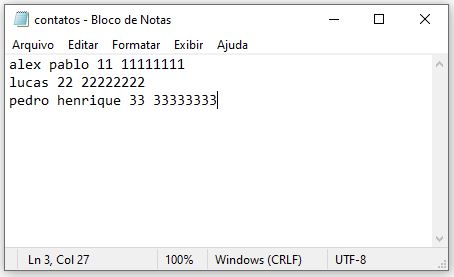 contatos - Bloco de Notas
Arquivo Editar Formatar Exibir Ajuda
alex pablo 11 11111111
lucas 22 22222222
pedro henrique 33 33333333
Ln 3, Col 27 100% Windows (CRLF) UTF-8